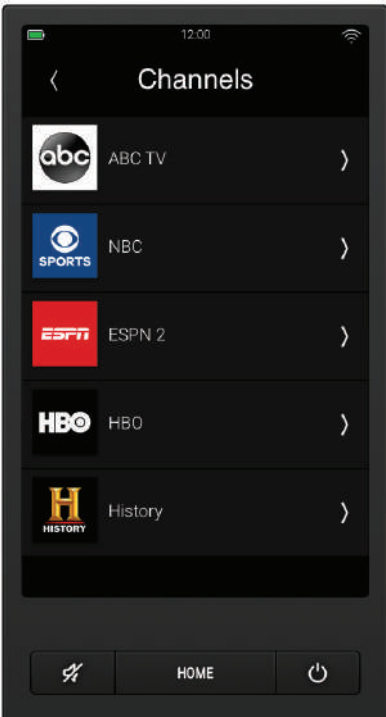 12:00
Channels
abc
ABC TV
SPORTS
NBC
ESPN
ESPN 2
HBO
HBO
HISTORY
History
HOME